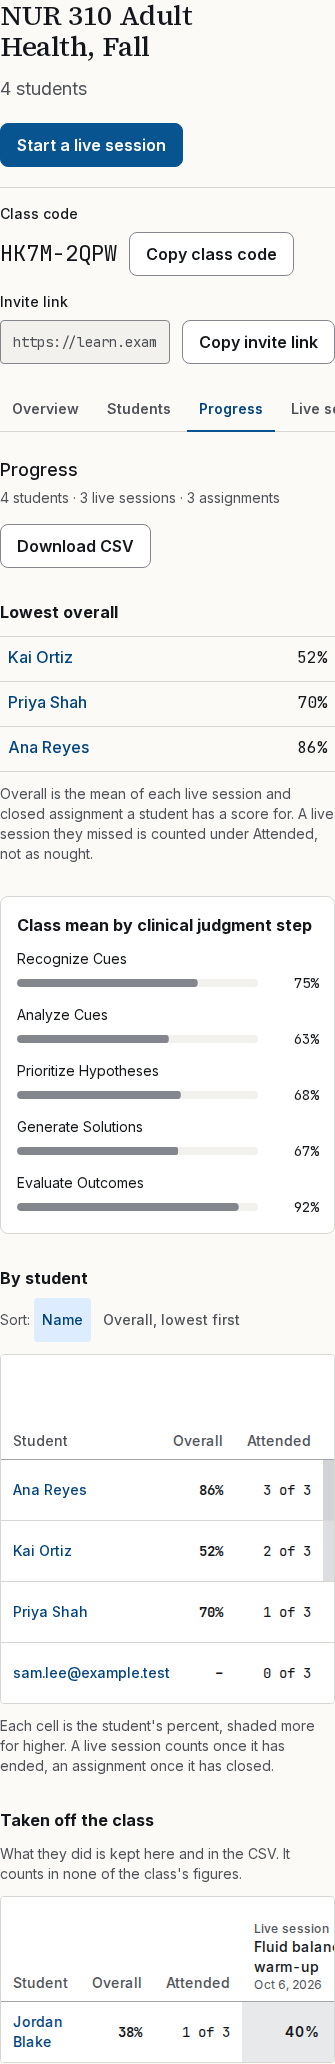 NUR 310 Adult
Health, Fall
4 students
Start a live session
Class code
HK7M-2QPW
Copy class code
Invite link
https://learn.exam
Copy invite link
Overview Students Progress Live se
Progress
4 students · 3 live sessions · 3 assignments
Download CSV
Lowest overall
Kai Ortiz 52%
Priya Shah 70%
Ana Reyes 86%
Overall is the mean of each live session and
closed assignment a student has a score for. A live
session they missed is counted under Attended,
not as nought.
Class mean by clinical judgment step
Recognize Cues
75%
Analyze Cues
63%
Prioritize Hypotheses
68%
Generate Solutions
67%
Evaluate Outcomes
92%
By student
Sort: Name Overall, lowest first
Student Overall Attended
Ana Reyes 86% 3 of 3
Kai Ortiz 52% 2 of 3
Priya Shah 70% 1 of 3
sam.lee@example.test – 0 of 3
Each cell is the student's percent, shaded more
for higher. A live session counts once it has
ended, an assignment once it has closed.
Taken off the class
What they did is kept here and in the CSV. It
counts in none of the class's figures.
Live session
Fluid balan
warm-up
Student Overall Attended Oct 6, 2026
Jordan
Blake 38% 1 of 3 40%